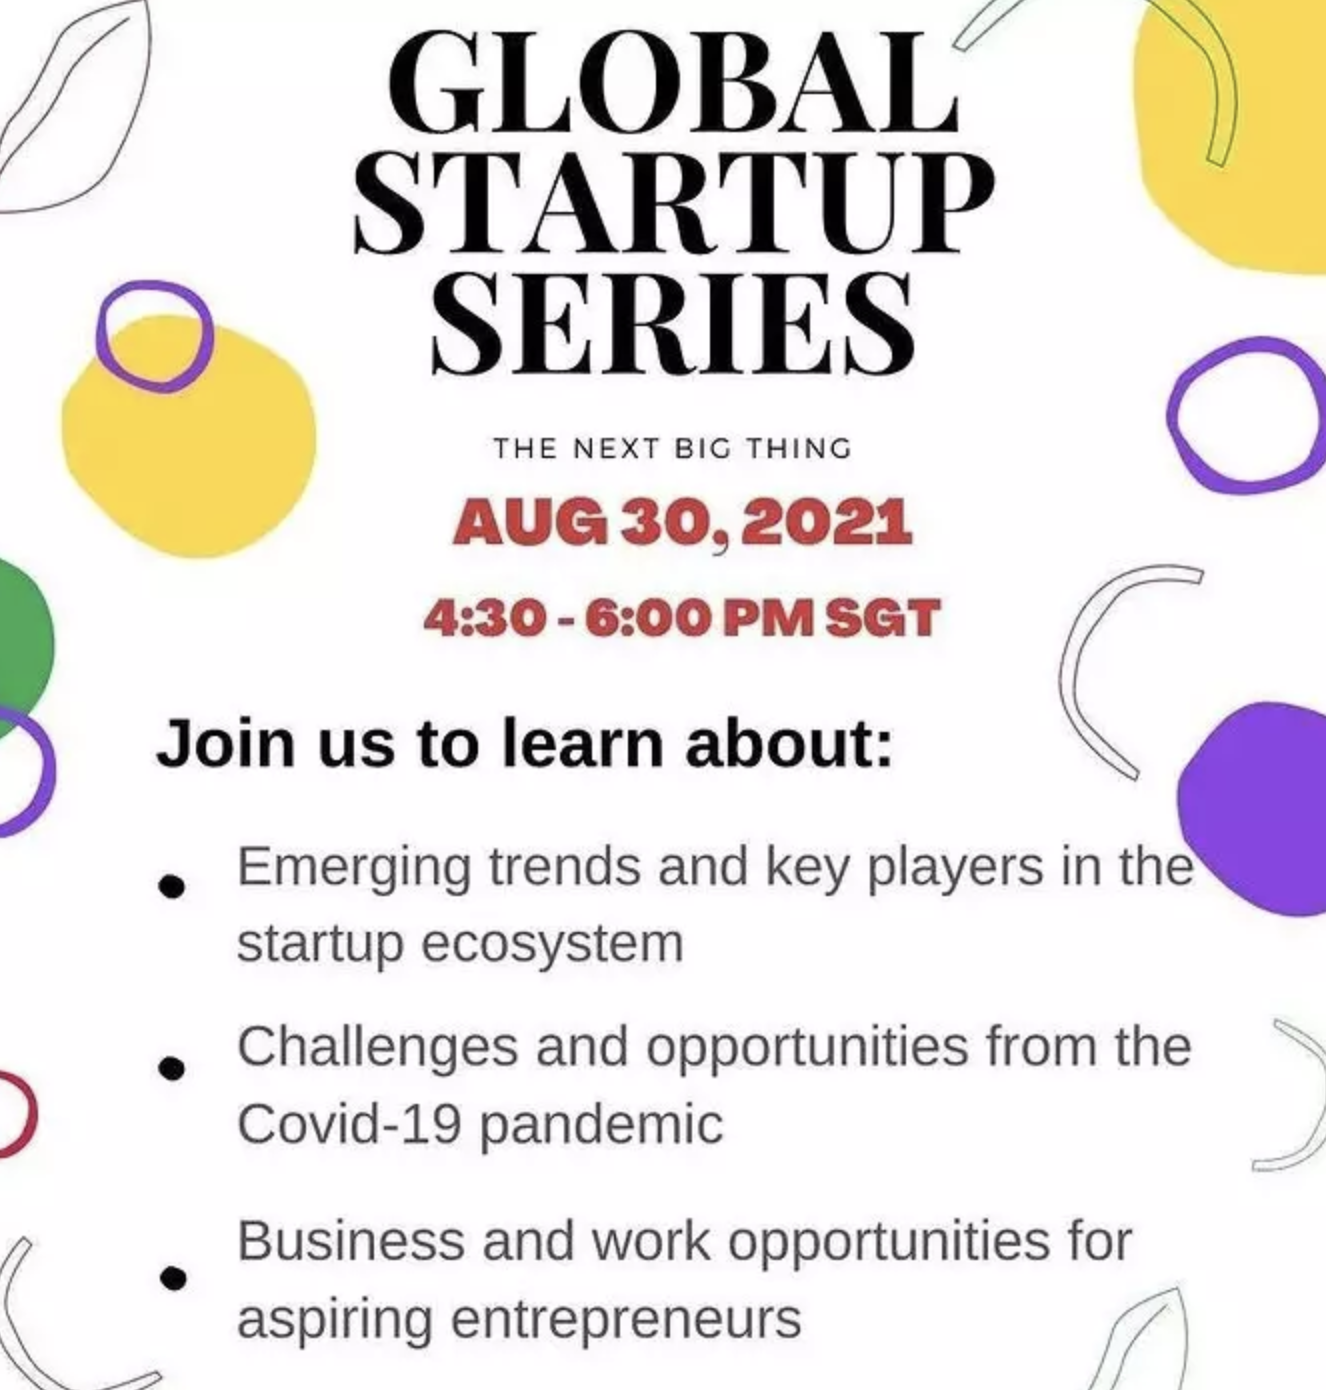 GLOBAL
STARTUP
SERIES
THE NEXT BIG THING
AUG 30, 2021
4:30 - 6:00 PM SGT
Join us to learn about:
• Emerging trends and key players in the
startup ecosystem
• Challenges and opportunities from the
Covid-19 pandemic
• Business and work opportunities for
aspiring entrepreneurs